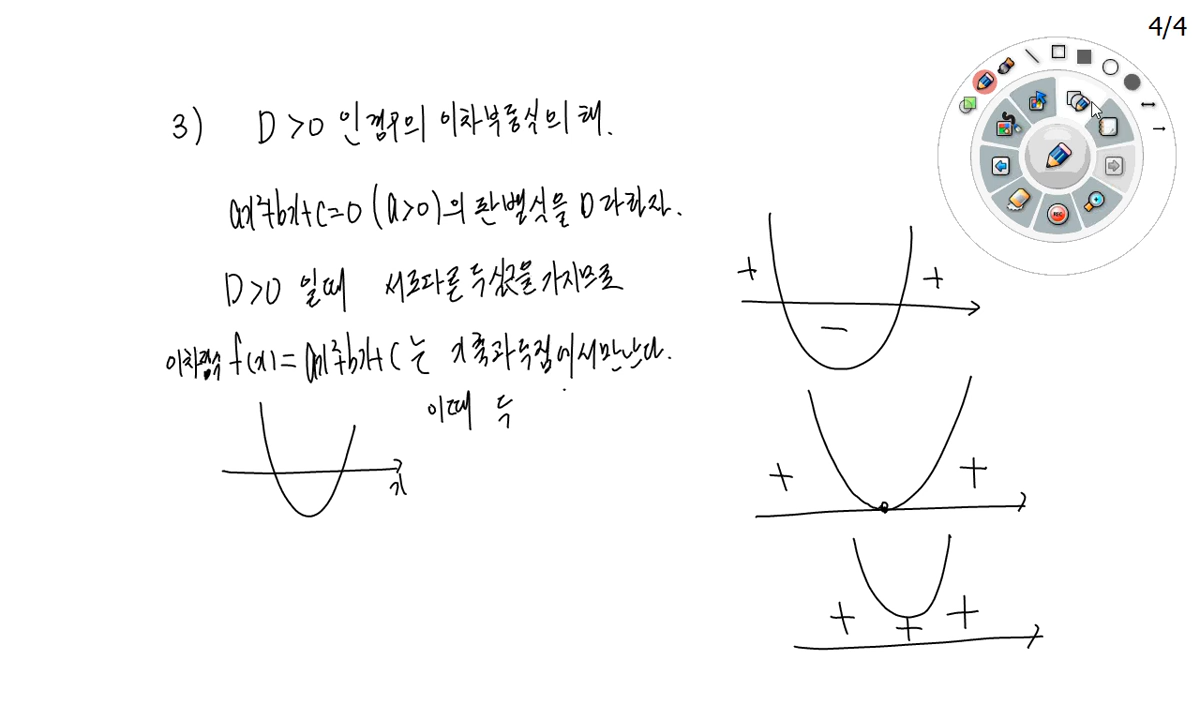 4/4
3) D>0 인 경우의 이차부등식의 해.
ax²+bx+c=0 (a>0)의 판별식을 D라하자.
D>0 일때 서로다른 두실근을 가지므로
이차함수 f(x)=ax²+bx+c는 x축과 두점에서 만난다.
이때 두
x
+ +
−
+ +
+ + +
REC